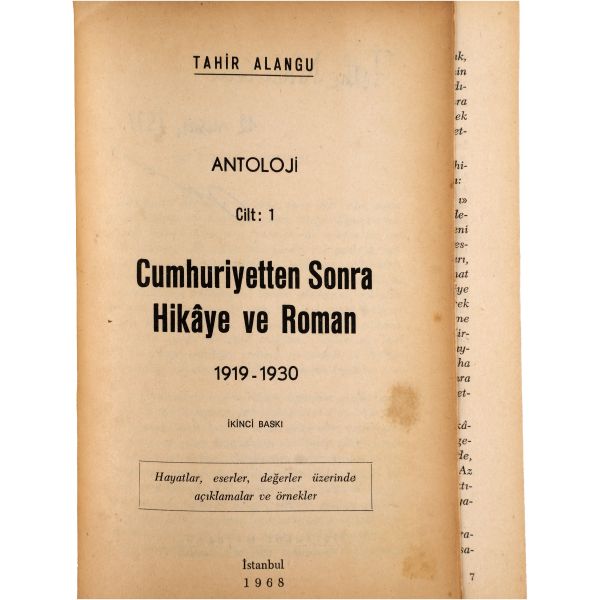 TAHİR ALANGU
ANTOLOJİ
Cilt: 1
Cumhuriyetten Sonra
Hikâye ve Roman
1919-1930
İKİNCİ BASKI
Hayatlar, eserler, değerler üzerinde
açıklamalar ve örnekler
İstanbul
1968
7